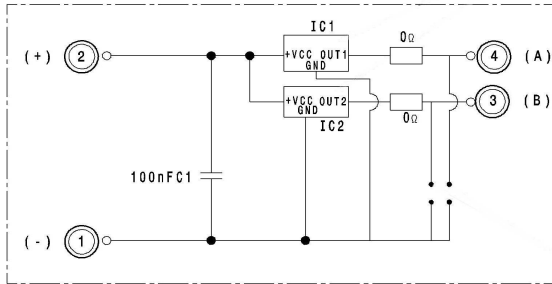 IC1
0Ω
(+) 2 +VCC OUT1 4 (A)
GND
+VCC OUT2 3 (B)
GND
IC2 0Ω
100nFC1
(-) 1